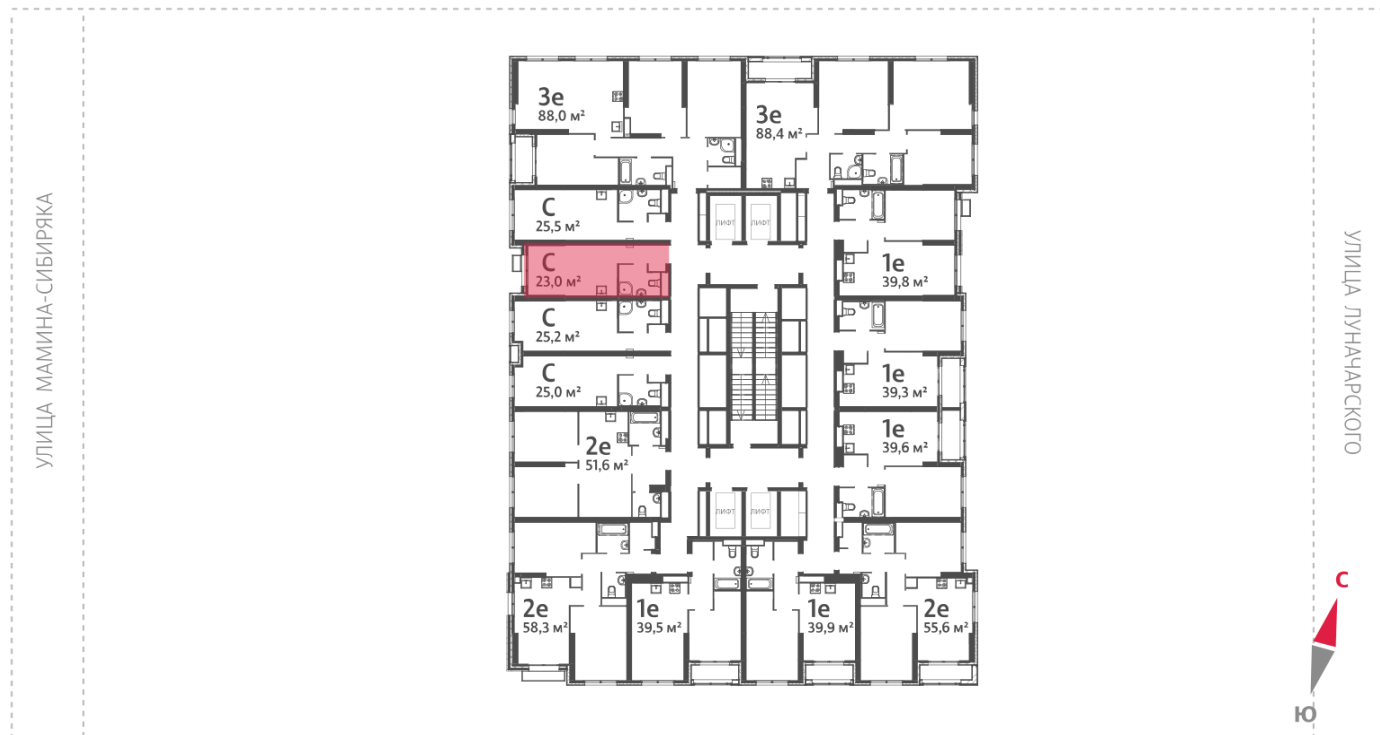 3е
88,0 м²
3е
88,4 м²
С
25,5 м²
ЛИФТ
ЛИФТ
С
23,0 м²
1е
39,8 м²
С
25,2 м²
С
25,0 м²
1е
39,3 м²
2е
51,6 м²
1е
39,6 м²
ЛИФТ
ЛИФТ
2е
58,3 м²
1е
39,5 м²
1е
39,9 м²
2е
55,6 м²
УЛИЦА МАМИНА-СИБИРЯКА
УЛИЦА ЛУНАЧАРСКОГО
С
Ю